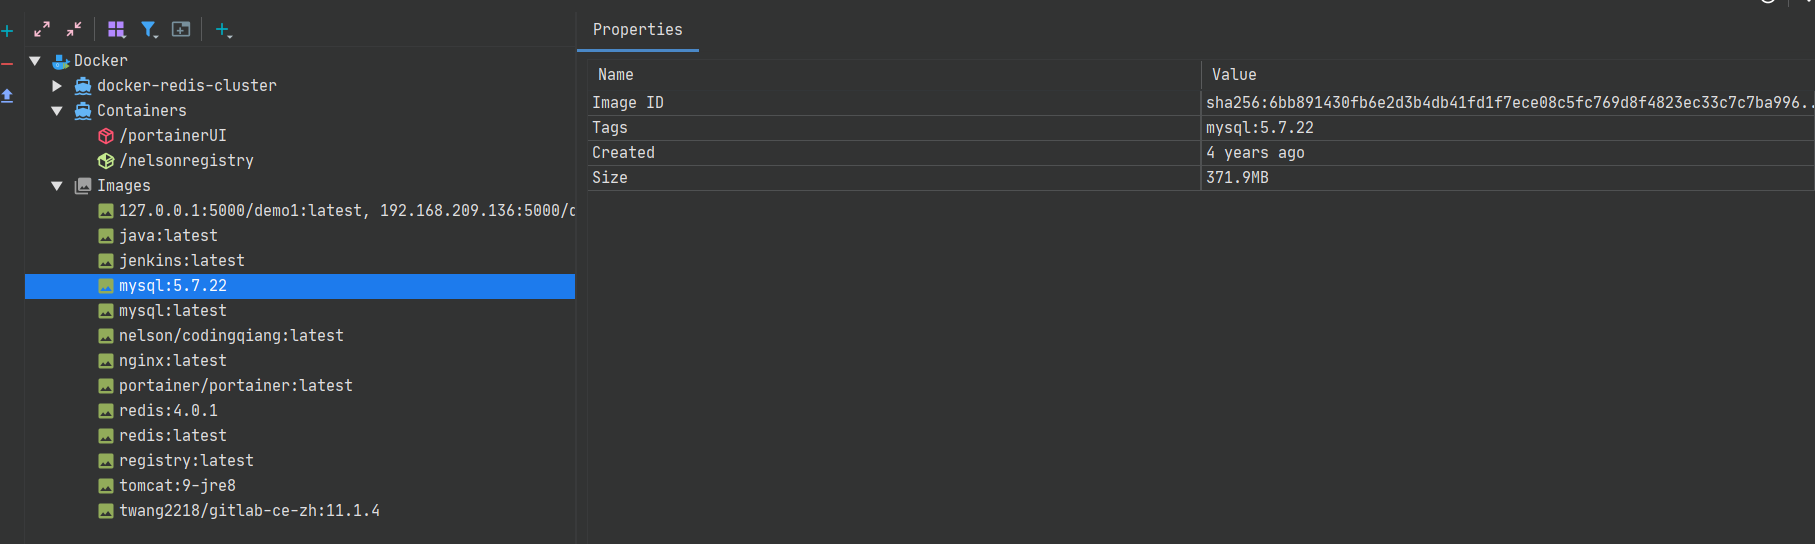 Docker
docker-redis-cluster
Containers
/portainerUI
/nelsonregistry
Images
127.0.0.1:5000/demo1:latest, 192.168.209.136:5000/
java:latest
jenkins:latest
mysql:5.7.22
mysql:latest
nelson/codingqiang:latest
nginx:latest
portainer/portainer:latest
redis:4.0.1
redis:latest
registry:latest
tomcat:9-jre8
twang2218/gitlab-ce-zh:11.1.4
Properties
Name Value
Image ID sha256:6bb891430fb6e2d3b4db41fd1f7ece08c5fc769d8f4823ec33c7c7ba996..
Tags mysql:5.7.22
Created 4 years ago
Size 371.9MB